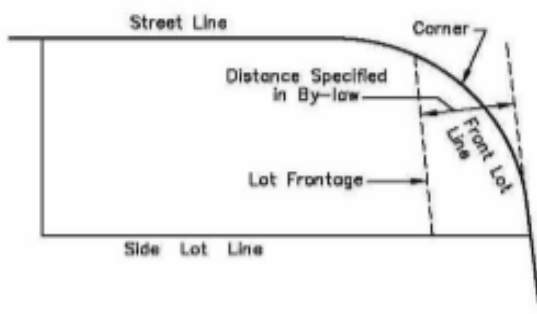 Street Line
Corner
Distance Specified
in By-law
Front Lot
Line
Lot Frontage
Side Lot Line